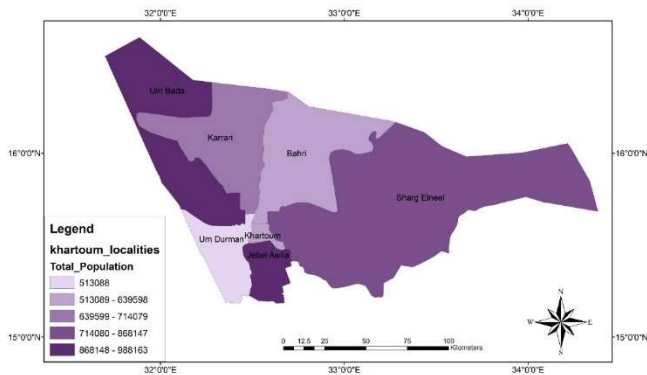 32°0'0"E 33°0'0"E 34°0'0"E
Um Bada
Karrari
16°0'0"N 16°0'0"N
Bahri
Sharg Elneel
Legend
khartoum_localities
Total_Population
513088
513089 - 639598
639599 - 714079
714080 - 868147
868148 - 988163
Um Durman
Khartoum
Jebel Awlia
N
W E
S
15°0'0"N 15°0'0"N
0 12.5 25 50 75 100
Kilometers
32°0'0"E 33°0'0"E 34°0'0"E